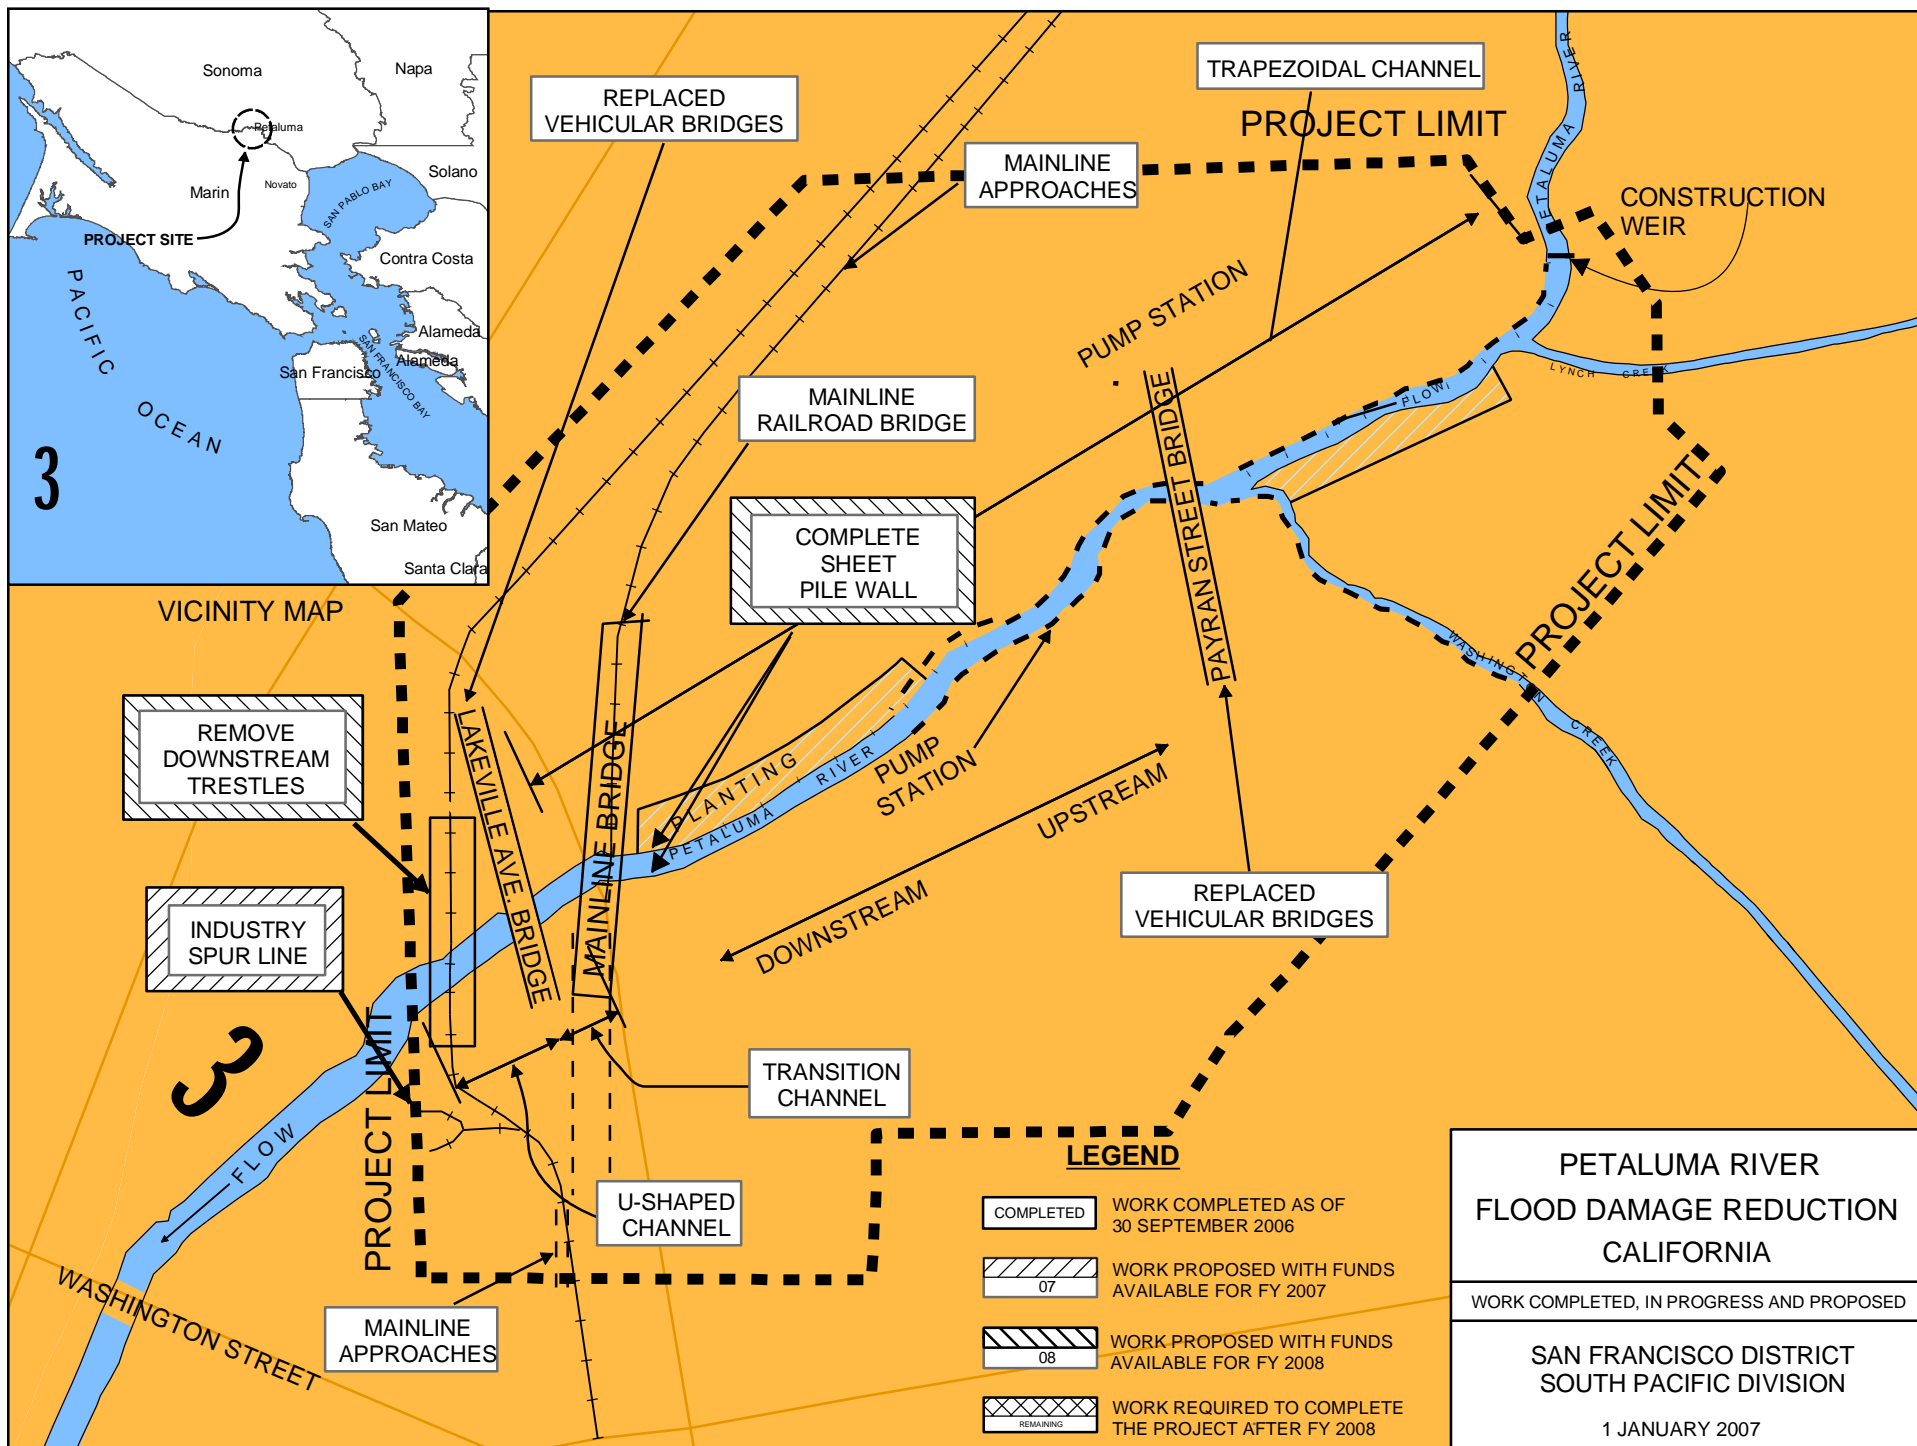 Sonoma
Napa
Petaluma
Solano
Marin
Novato
SAN PABLO BAY
PROJECT SITE
Contra Costa
PACIFIC
OCEAN
Alameda
Alameda
San Francisco
SAN FRANCISCO BAY
3
San Mateo
Santa Clara
VICINITY MAP
REPLACED
VEHICULAR BRIDGES
TRAPEZOIDAL CHANNEL
PROJECT LIMIT
MAINLINE
APPROACHES
PETALUMA RIVER
CONSTRUCTION
WEIR
PUMP STATION
LYNCH CREEK
MAINLINE
RAILROAD BRIDGE
FLOW
PAYRAN STREET BRIDGE
PROJECT LIMIT
COMPLETE
SHEET
PILE WALL
WASHINGTON CREEK
REMOVE
DOWNSTREAM
TRESTLES
LAKEVILLE AVE. BRIDGE
MAINLINE BRIDGE
PLANTING
PETALUMA RIVER
PUMP
STATION
UPSTREAM
DOWNSTREAM
REPLACED
VEHICULAR BRIDGES
INDUSTRY
SPUR LINE
3
PROJECT LIMIT
FLOW
TRANSITION
CHANNEL
U-SHAPED
CHANNEL
WASHINGTON STREET
MAINLINE
APPROACHES
LEGEND
COMPLETED
WORK COMPLETED AS OF
30 SEPTEMBER 2006
07
WORK PROPOSED WITH FUNDS
AVAILABLE FOR FY 2007
08
WORK PROPOSED WITH FUNDS
AVAILABLE FOR FY 2008
REMAINING
WORK REQUIRED TO COMPLETE
THE PROJECT AFTER FY 2008
PETALUMA RIVER
FLOOD DAMAGE REDUCTION
CALIFORNIA
WORK COMPLETED, IN PROGRESS AND PROPOSED
SAN FRANCISCO DISTRICT
SOUTH PACIFIC DIVISION
1 JANUARY 2007